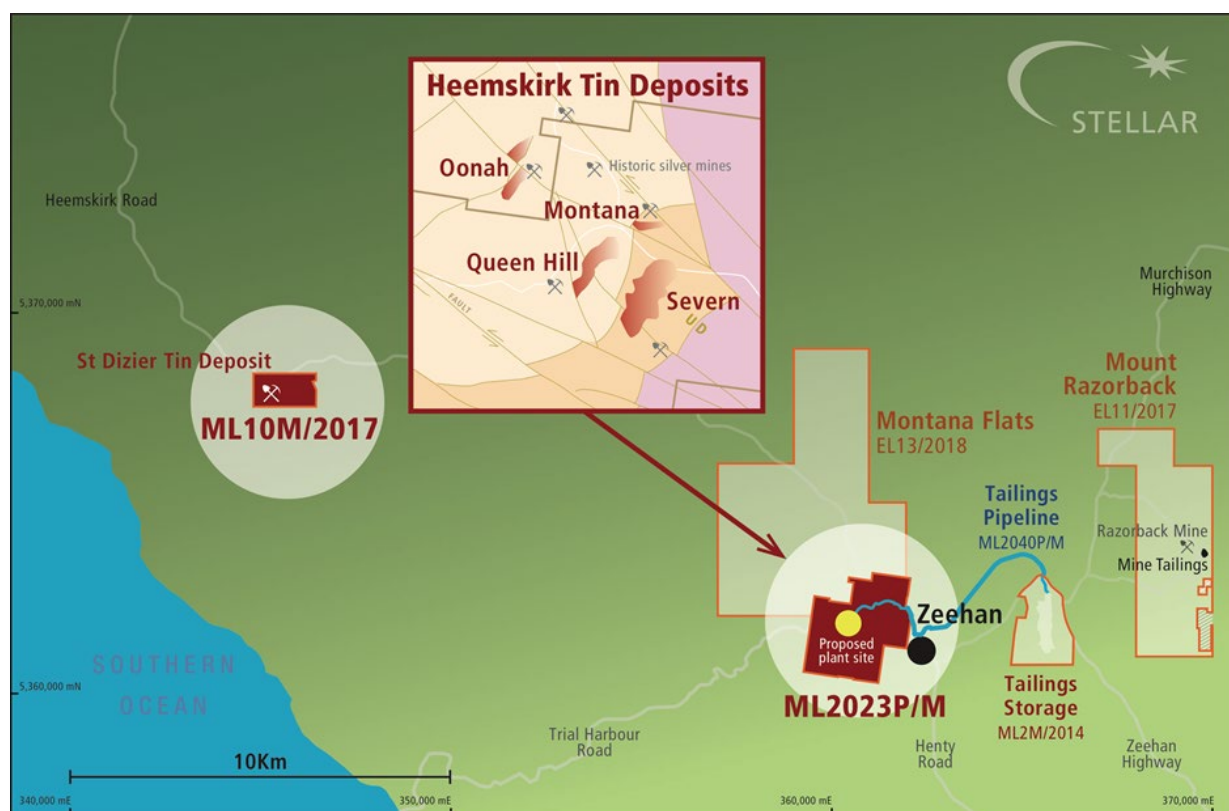 STELLAR
Heemskirk Tin Deposits
Oonah
Historic silver mines
Montana
Queen Hill
Severn
FAULT
U D
Heemskirk Road
Murchison
Highway
5,370,000 mN
St Dizier Tin Deposit
ML10M/2017
Mount
Razorback
EL11/2017
Montana Flats
EL13/2018
Tailings
Pipeline
ML2040P/M
Razorback Mine
Mine Tailings
Zeehan
Proposed
plant site
SOUTHERN
OCEAN
5,360,000 mN
ML2023P/M
Tailings
Storage
ML2M/2014
Trial Harbour
Road
Henty
Road
Zeehan
Highway
10Km
340,000 mE
350,000 mE
360,000 mE
370,000 mE